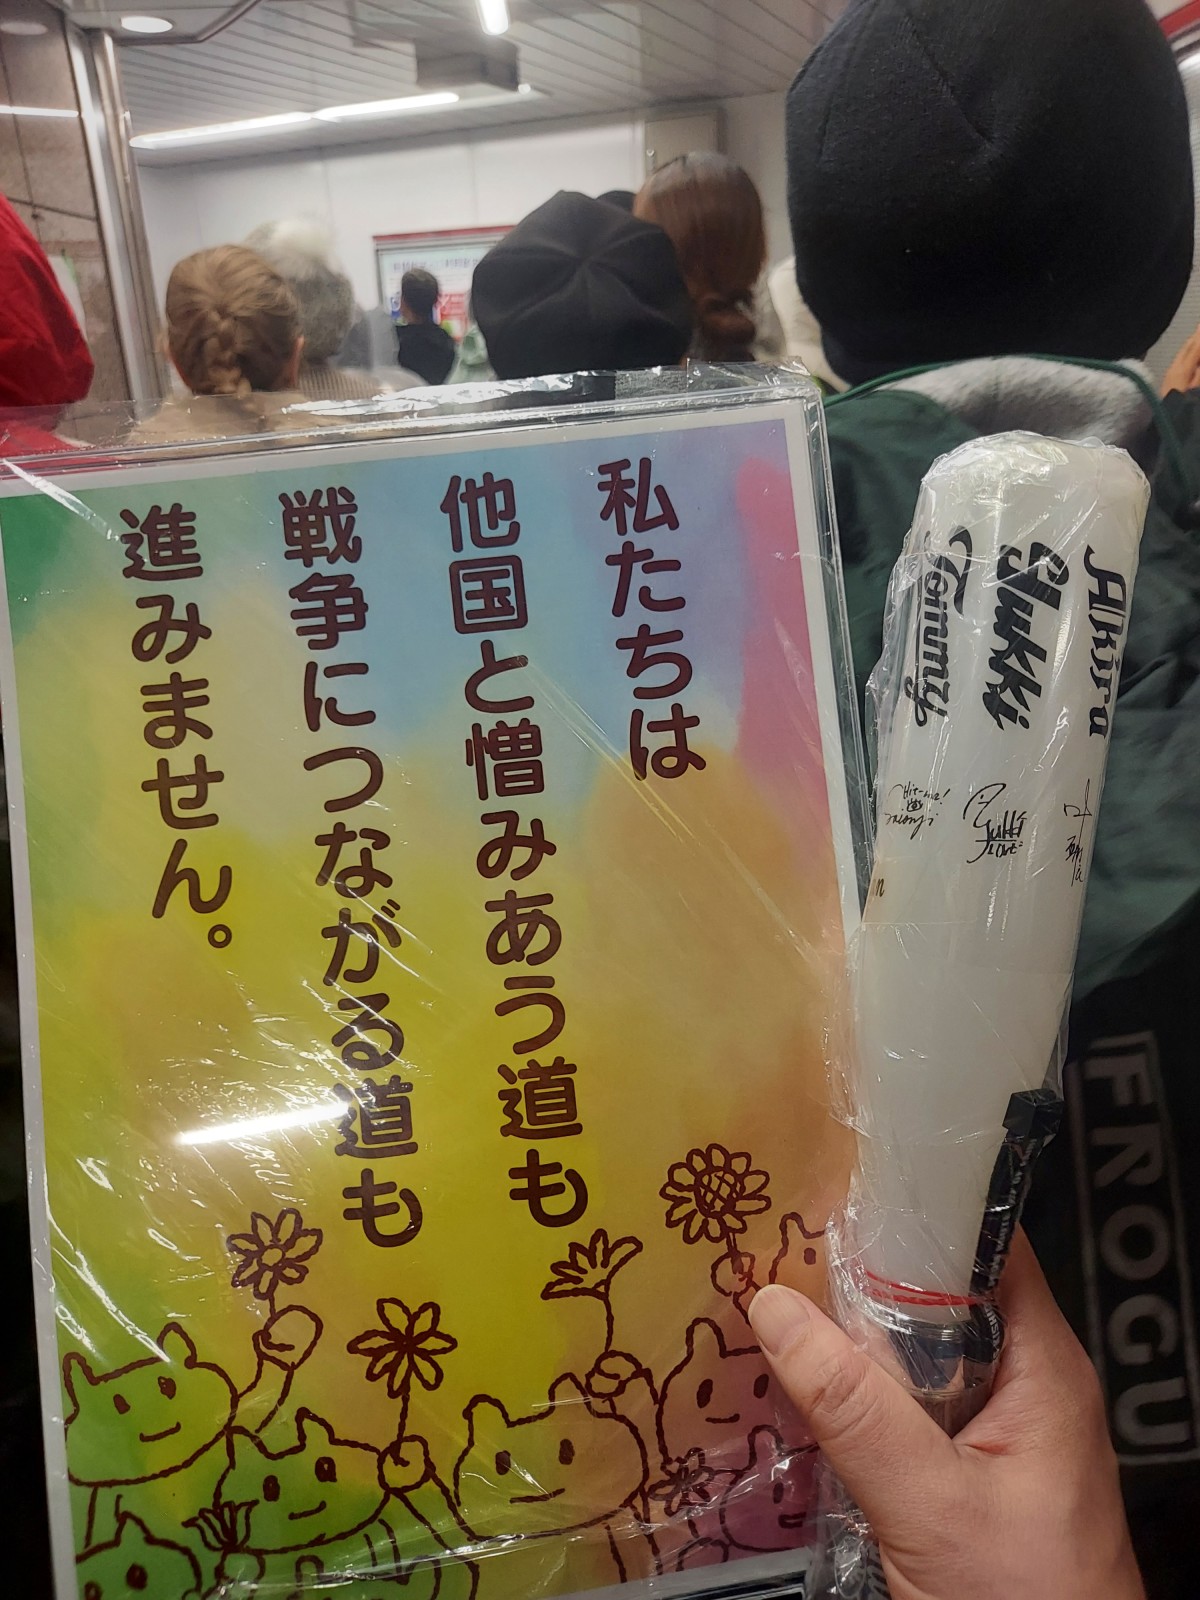 私たちは
他国と憎みあう道も
戦争につながる道も
進みません。
Akira
Yuki
Tommy
FROGU